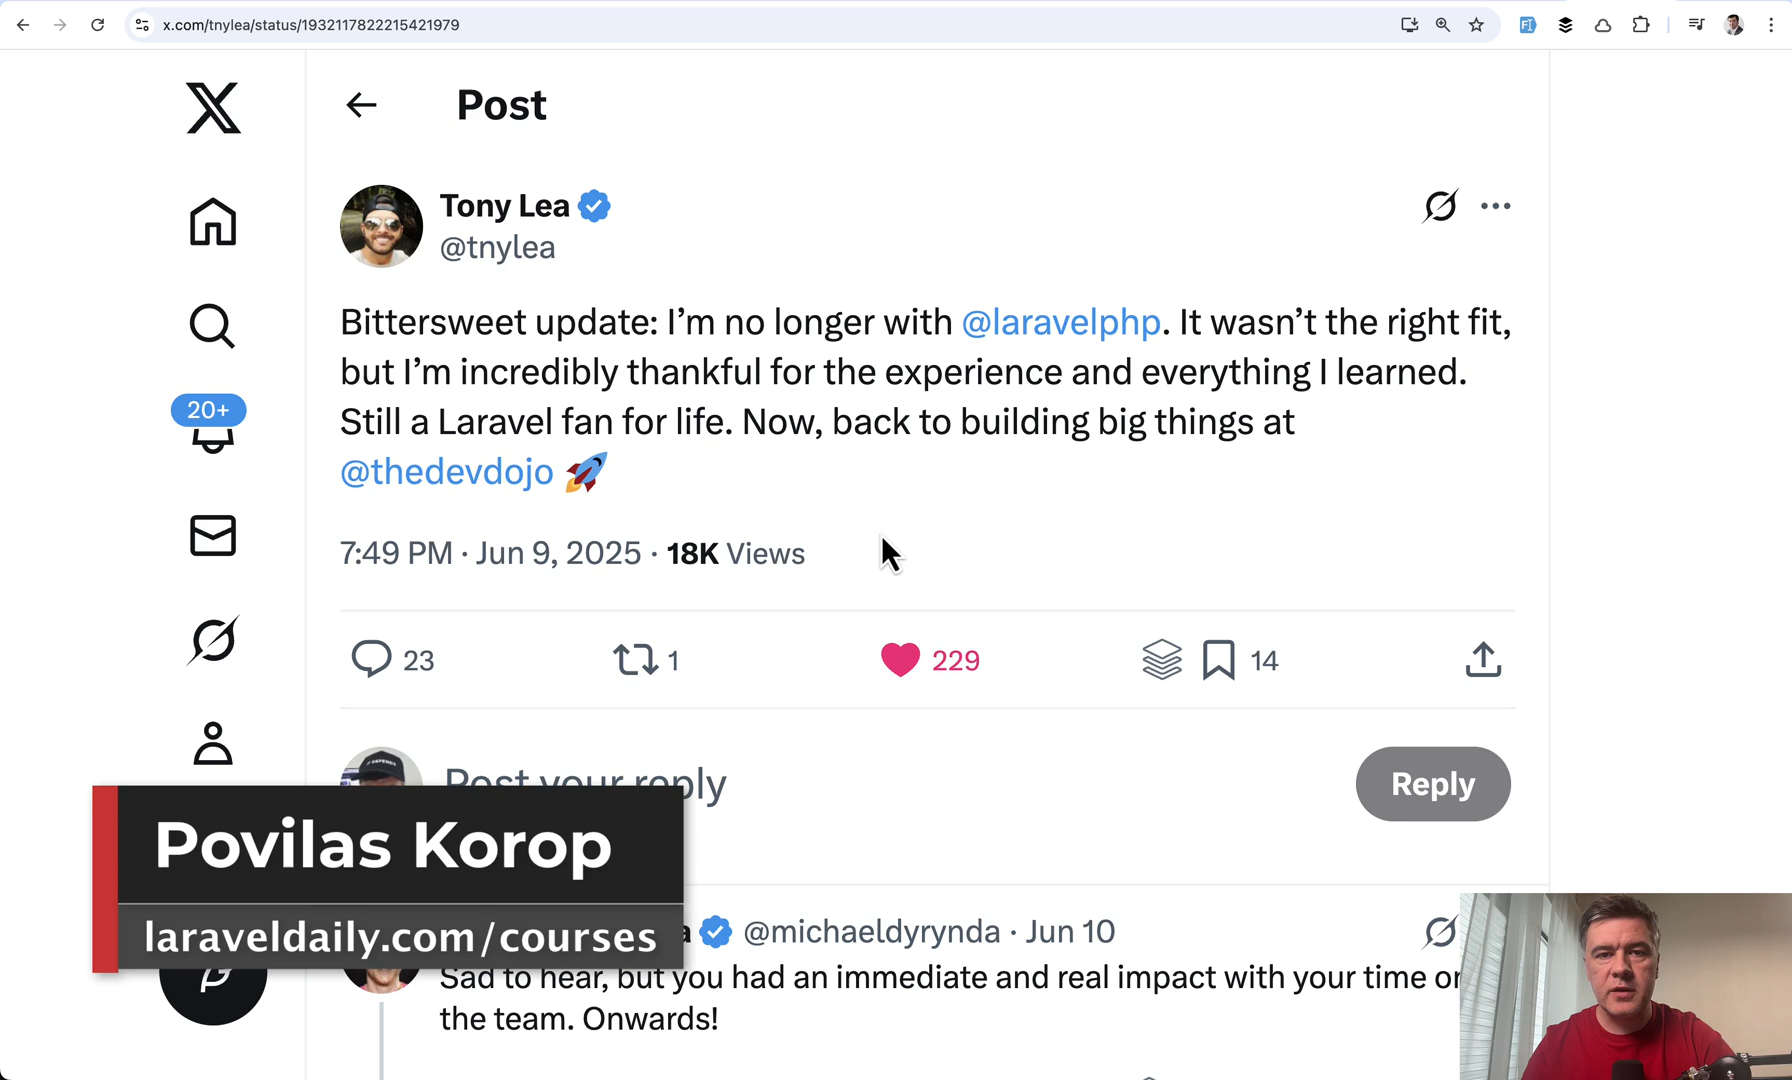 x.com/tnylea/status/1932117822215421979
Post
Tony Lea
@tnylea
Bittersweet update: I'm no longer with @laravelphp. It wasn't the right fit,
but I'm incredibly thankful for the experience and everything I learned.
Still a Laravel fan for life. Now, back to building big things at
@thedevdojo 🚀
7:49 PM · Jun 9, 2025 · 18K Views
20+
23
1
229
14
Post your reply
Reply
Povilas Korop
laraveldaily.com/courses
@michaeldyrynda · Jun 10
Sad to hear, but you had an immediate and real impact with your time
the team. Onwards!